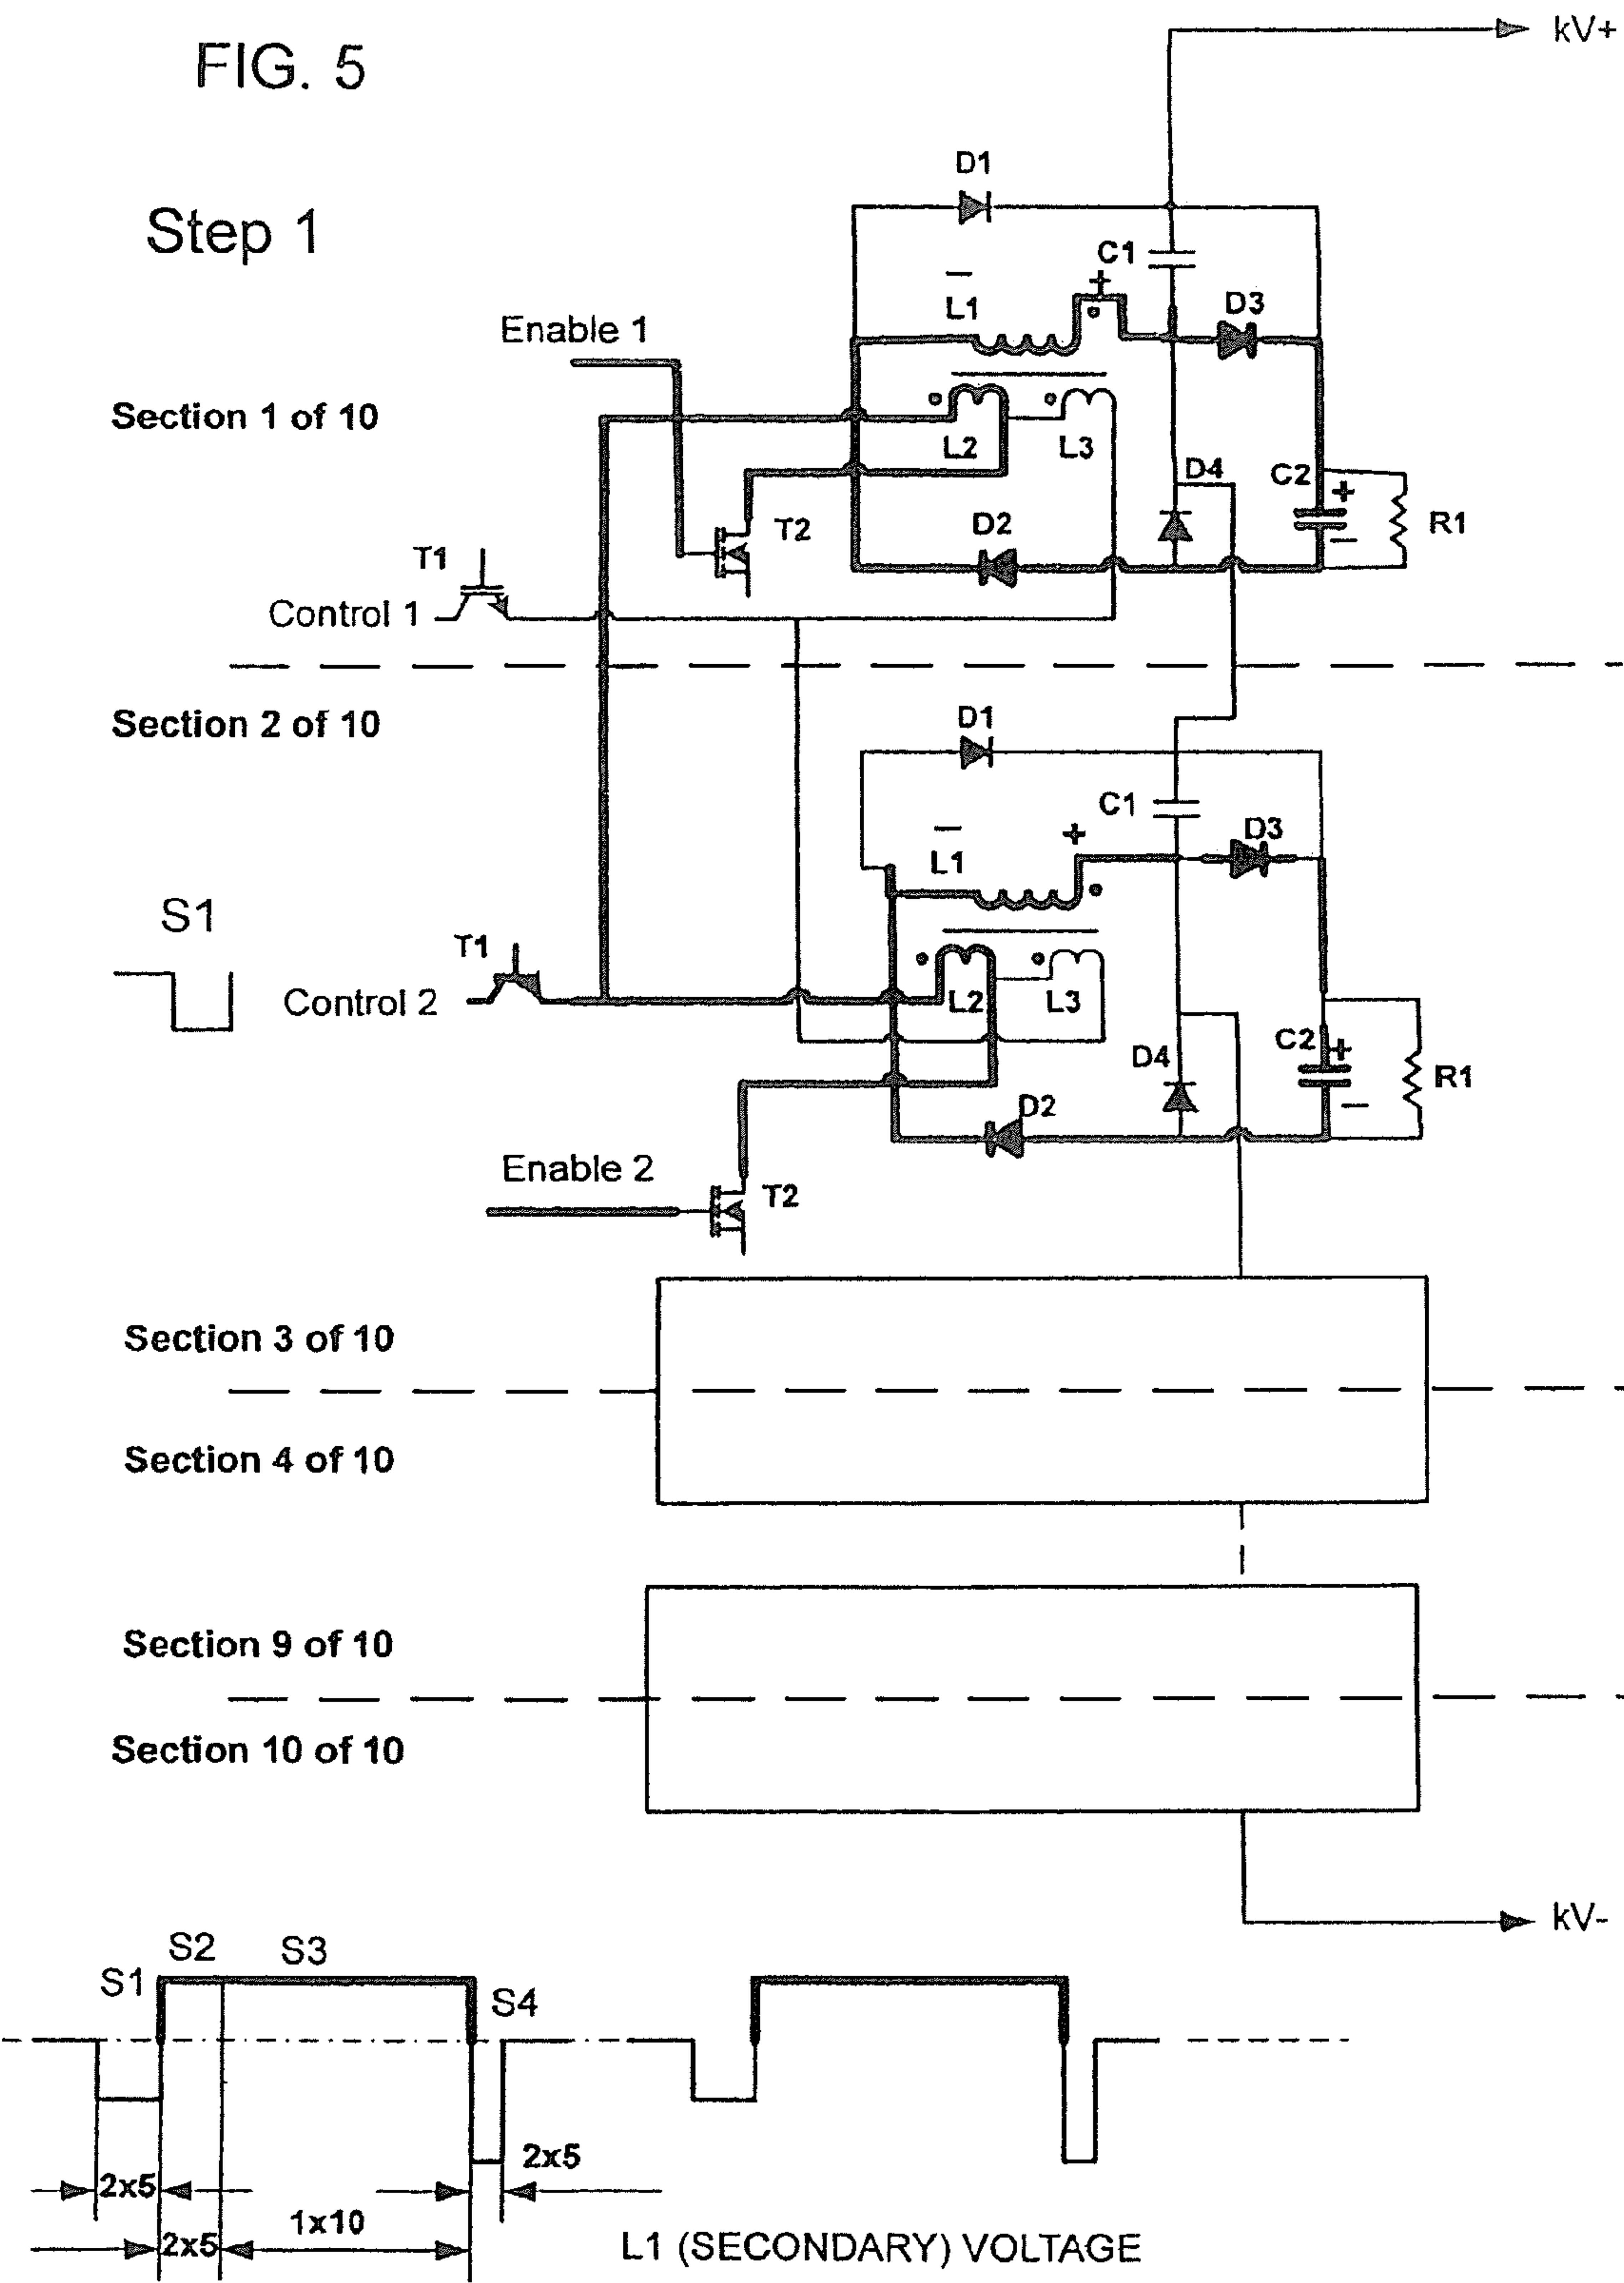 FIG. 5
kV+
Step 1
D1
C1
+
−
L1
D3
Enable 1
Section 1 of 10
L2
L3
D4
C2
+
−
R1
D2
T2
T1
Control 1
Section 2 of 10
D1
C1
−
+
L1
D3
S1
T1
Control 2
L2
L3
C2
+
−
D4
R1
D2
Enable 2
T2
Section 3 of 10
Section 4 of 10
Section 9 of 10
Section 10 of 10
kV-
S2
S3
S1
S4
2x5
2x5
1x10
2x5
L1 (SECONDARY) VOLTAGE